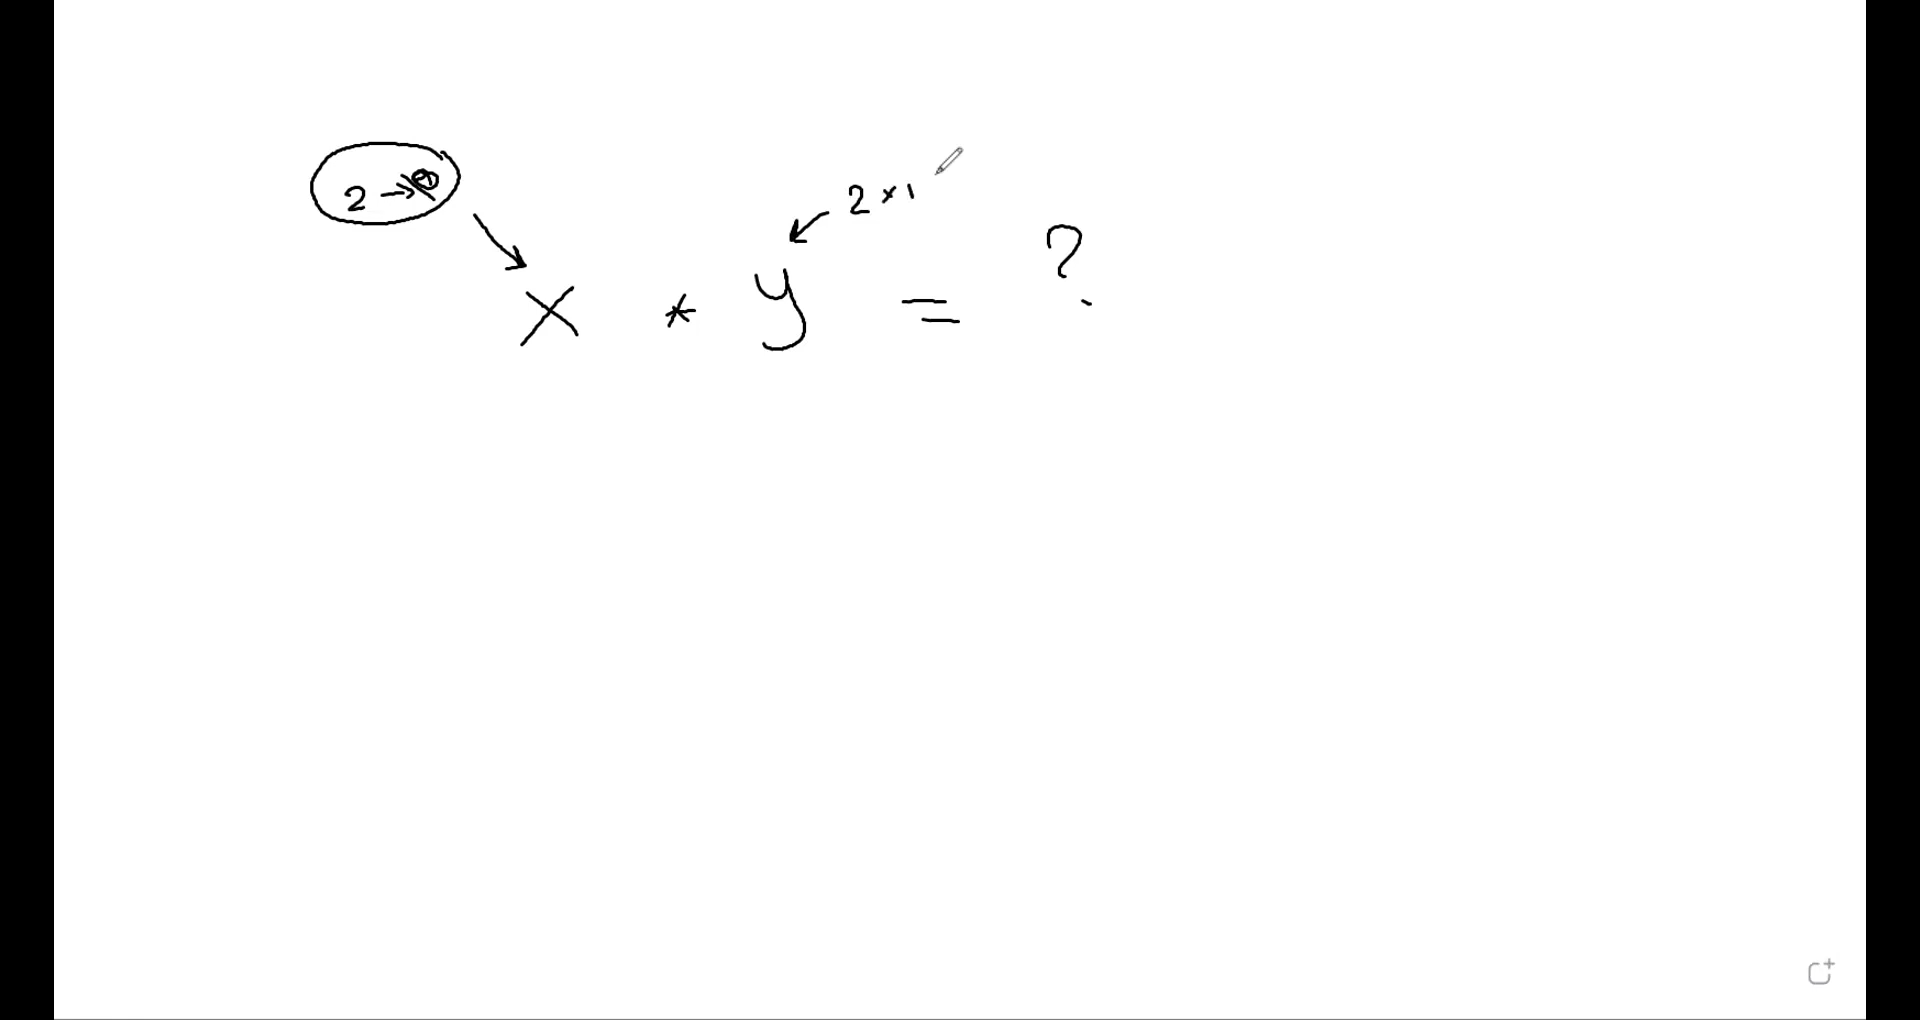 2 →
2 × 1
x * y = ?